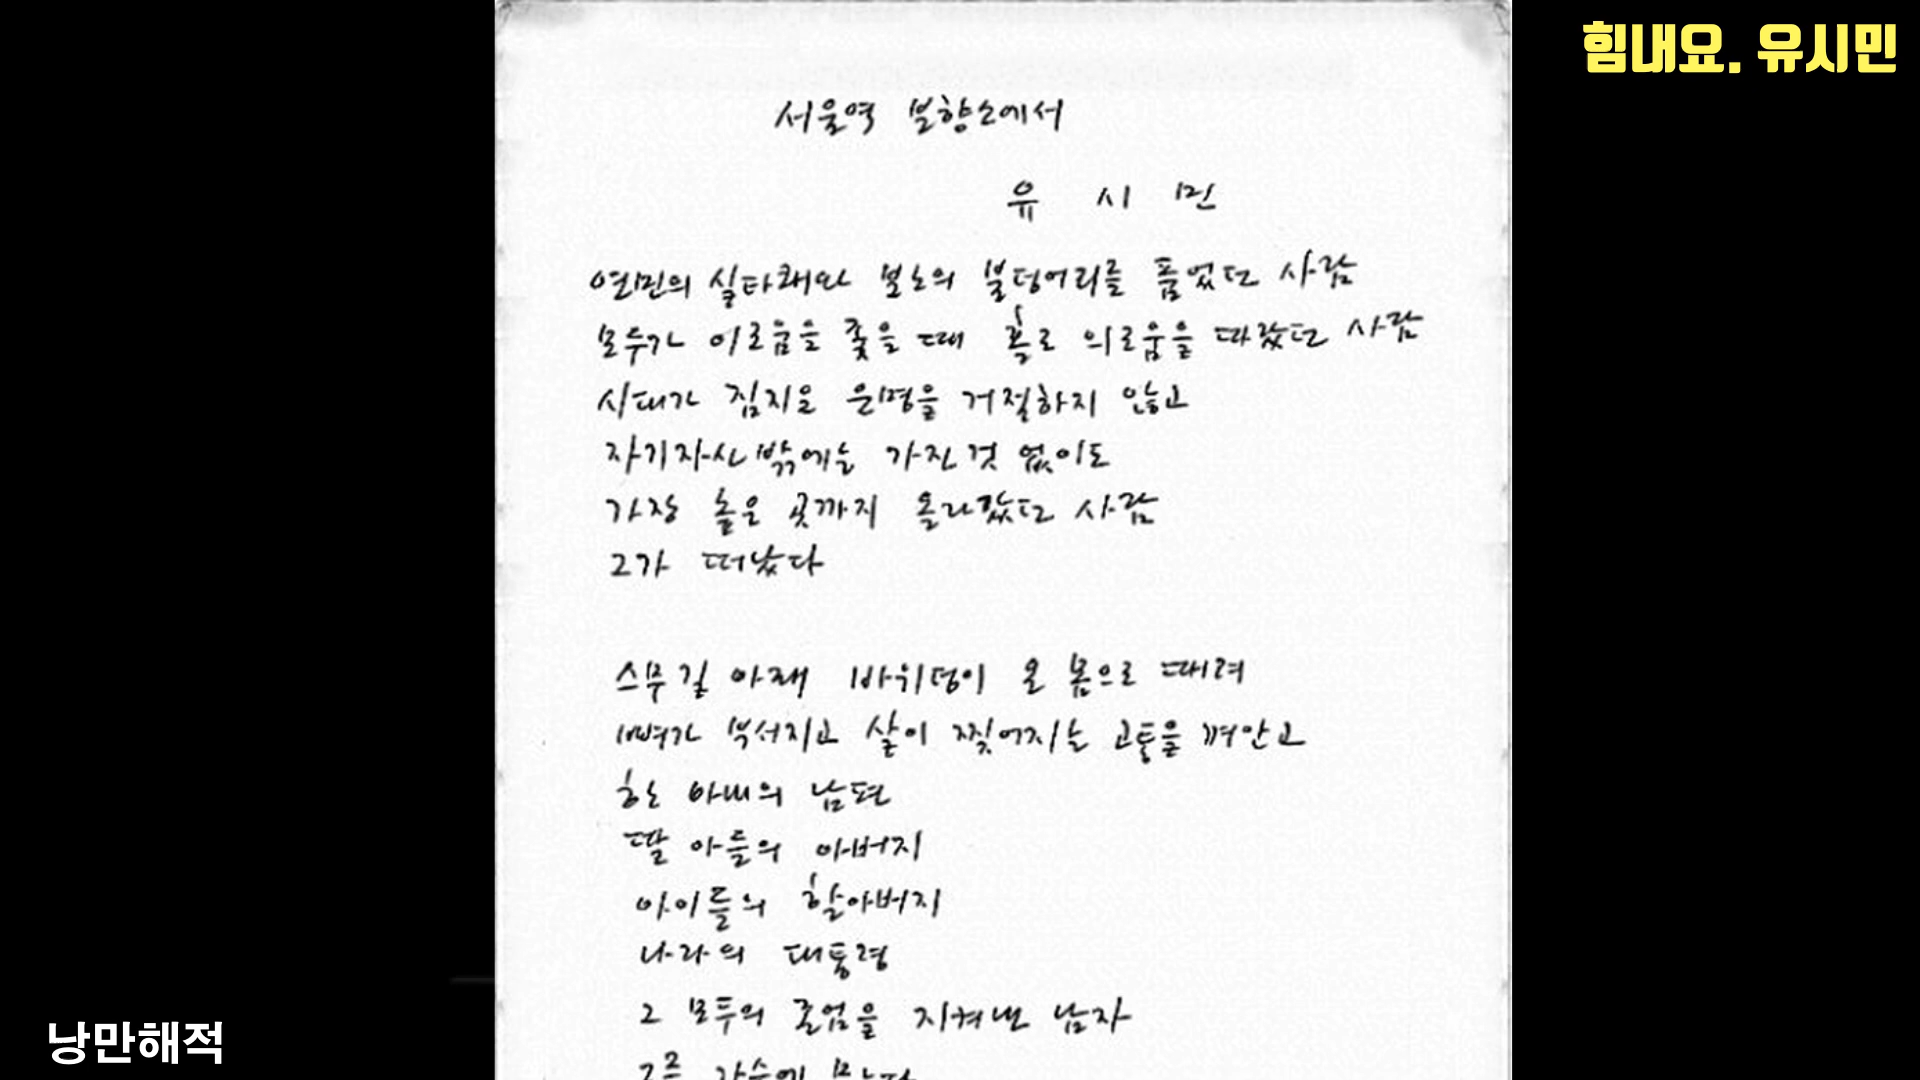 힘내요. 유시민
서울역 분향소에서
유 시 민
연민의 실타래와 분노의 불덩어리를 품었던 사람
모두가 이로움을 좇을 때 홀로 의로움을 따랐던 사람
시대가 짐지운 운명을 거절하지 않고
자기자신밖에는 가진것 없이도
가장 높은 곳까지 올라갔던 사람
그가 떠났다
스무길 아래 바위덩이 온 몸으로 때려
뼈가 부서지고 살이 찢어지는 고통을 껴안고
한 아내의 남편
딸 아들의 아버지
아이들의 할아버지
나라의 대통령
그 모두의 존엄을 지켜낸 남자
낭만해적